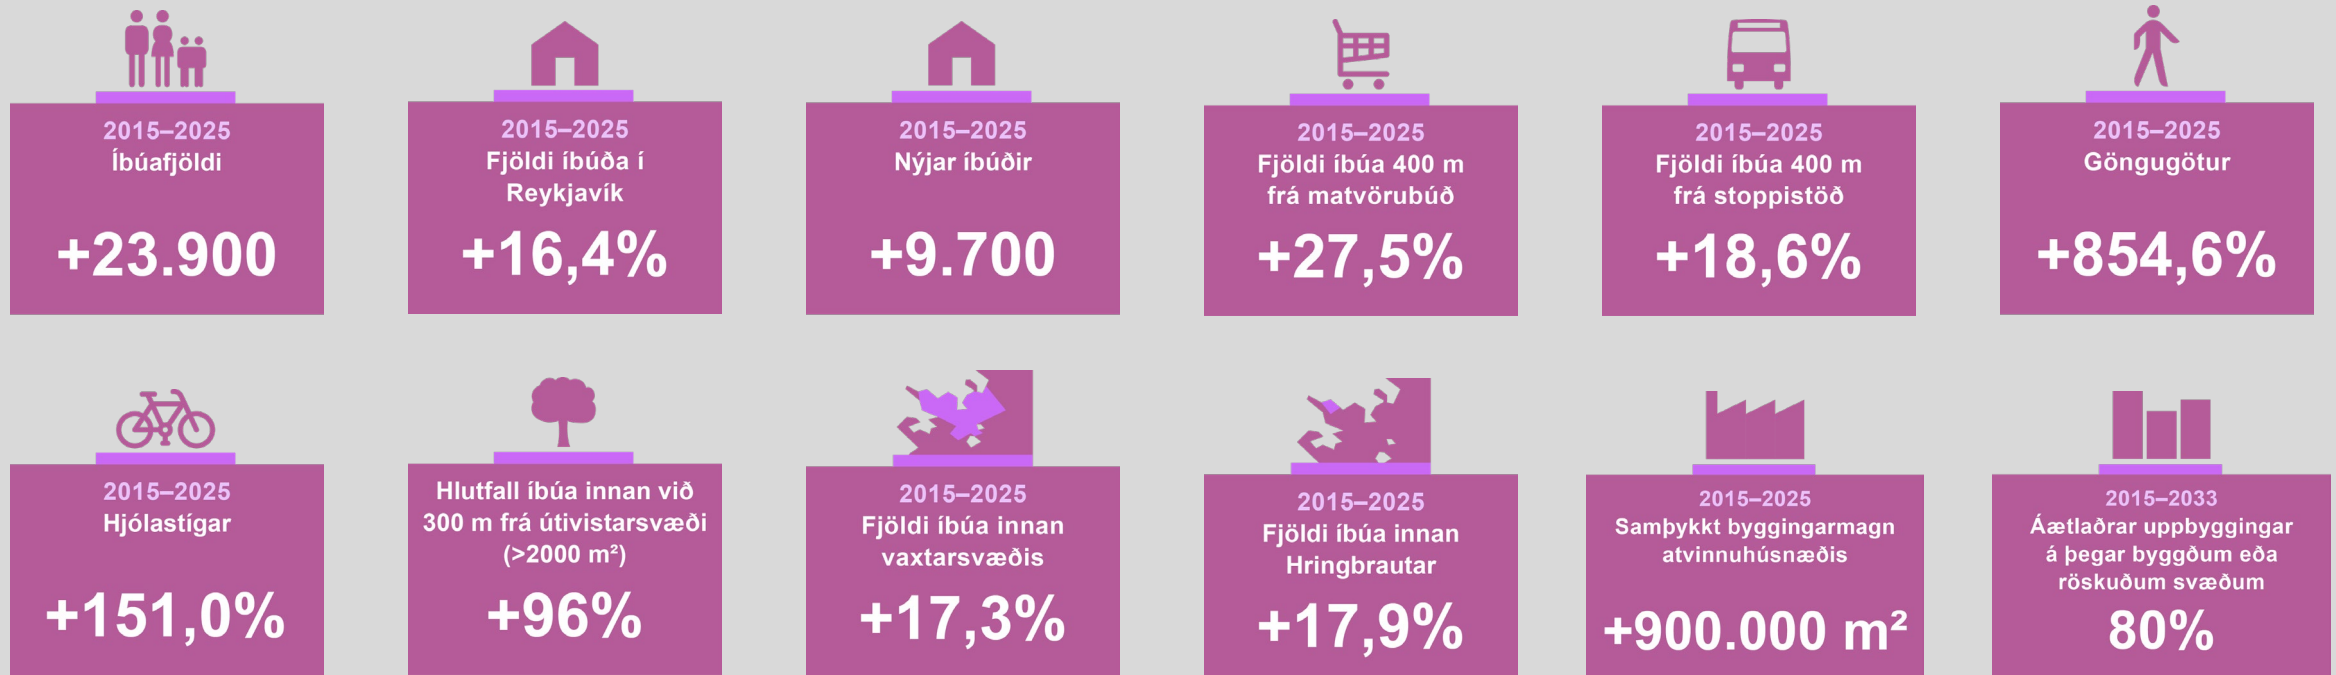 2015–2025
Íbúafjöldi
+23.900
2015–2025
Fjöldi íbúða í
Reykjavík
+16,4%
2015–2025
Nýjar íbúðir
+9.700
2015–2025
Fjöldi íbúa 400 m
frá matvörubúð
+27,5%
2015–2025
Fjöldi íbúa 400 m
frá stoppistöð
+18,6%
2015–2025
Göngugötur
+854,6%
2015–2025
Hjólastígar
+151,0%
Hlutfall íbúa innan við
300 m frá útivistarsvæði
(>2000 m²)
+96%
2015–2025
Fjöldi íbúa innan
vaxtarsvæðis
+17,3%
2015–2025
Fjöldi íbúa innan
Hringbrautar
+17,9%
2015–2025
Samþykkt byggingarmagn
atvinnuhúsnæðis
+900.000 m²
2015–2033
Áætlaðrar uppbyggingar
á þegar byggðum eða
röskuðum svæðum
80%